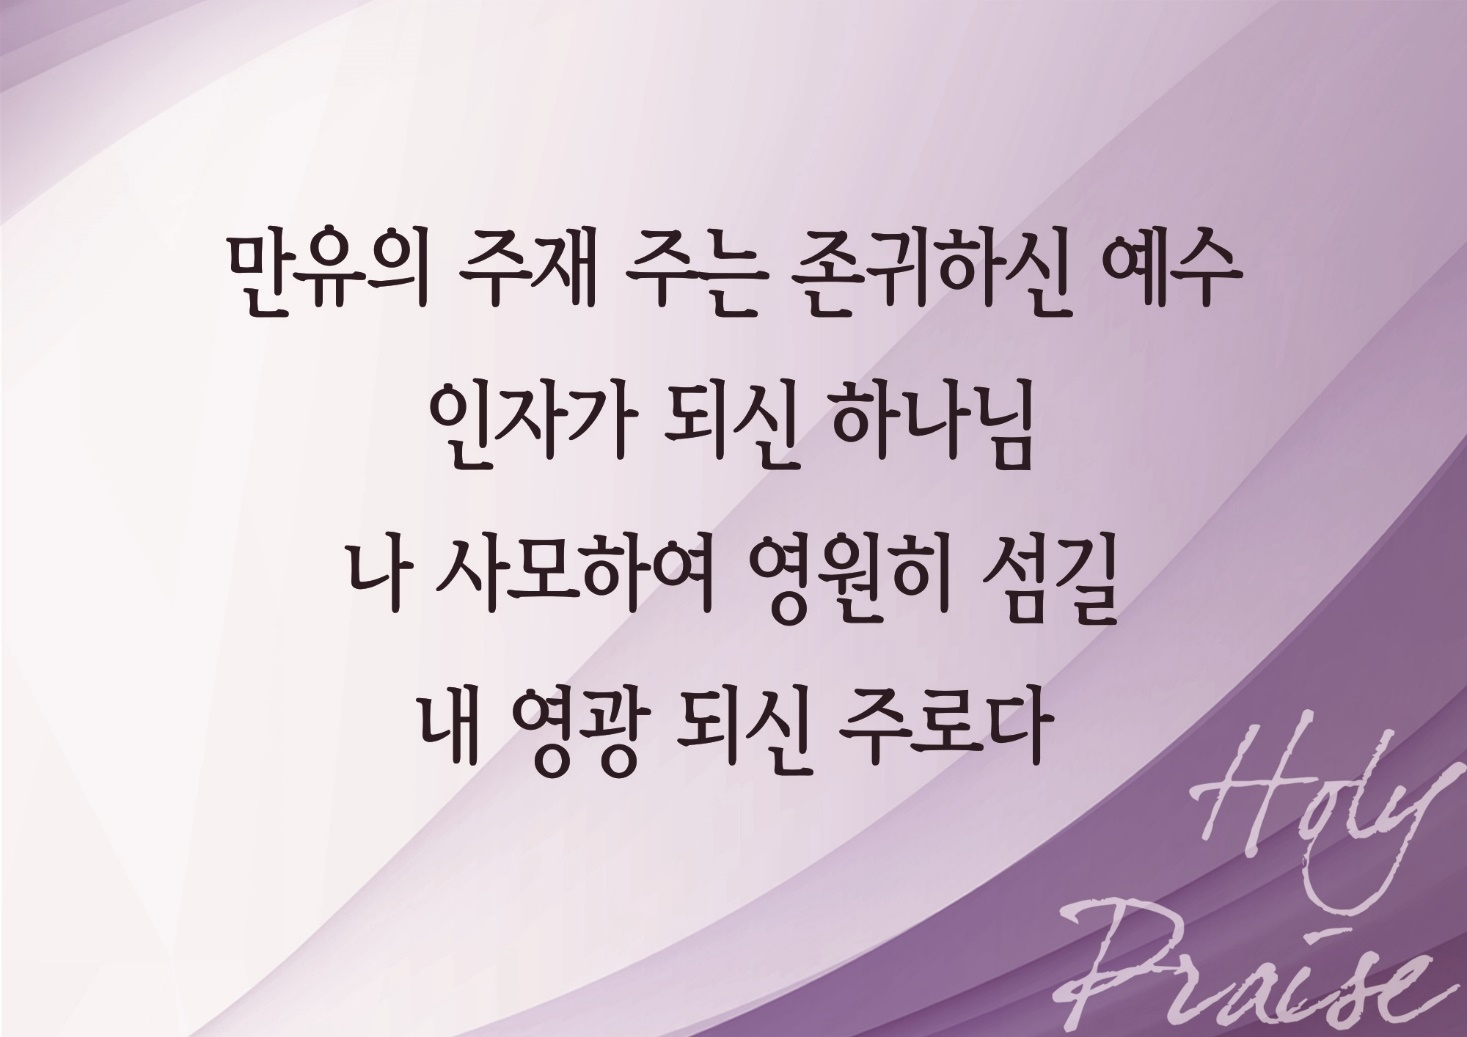 만유의 주재 주는 존귀하신 예수
인자가 되신 하나님
나 사모하여 영원히 섬길
내 영광 되신 주로다
Holy
Praise